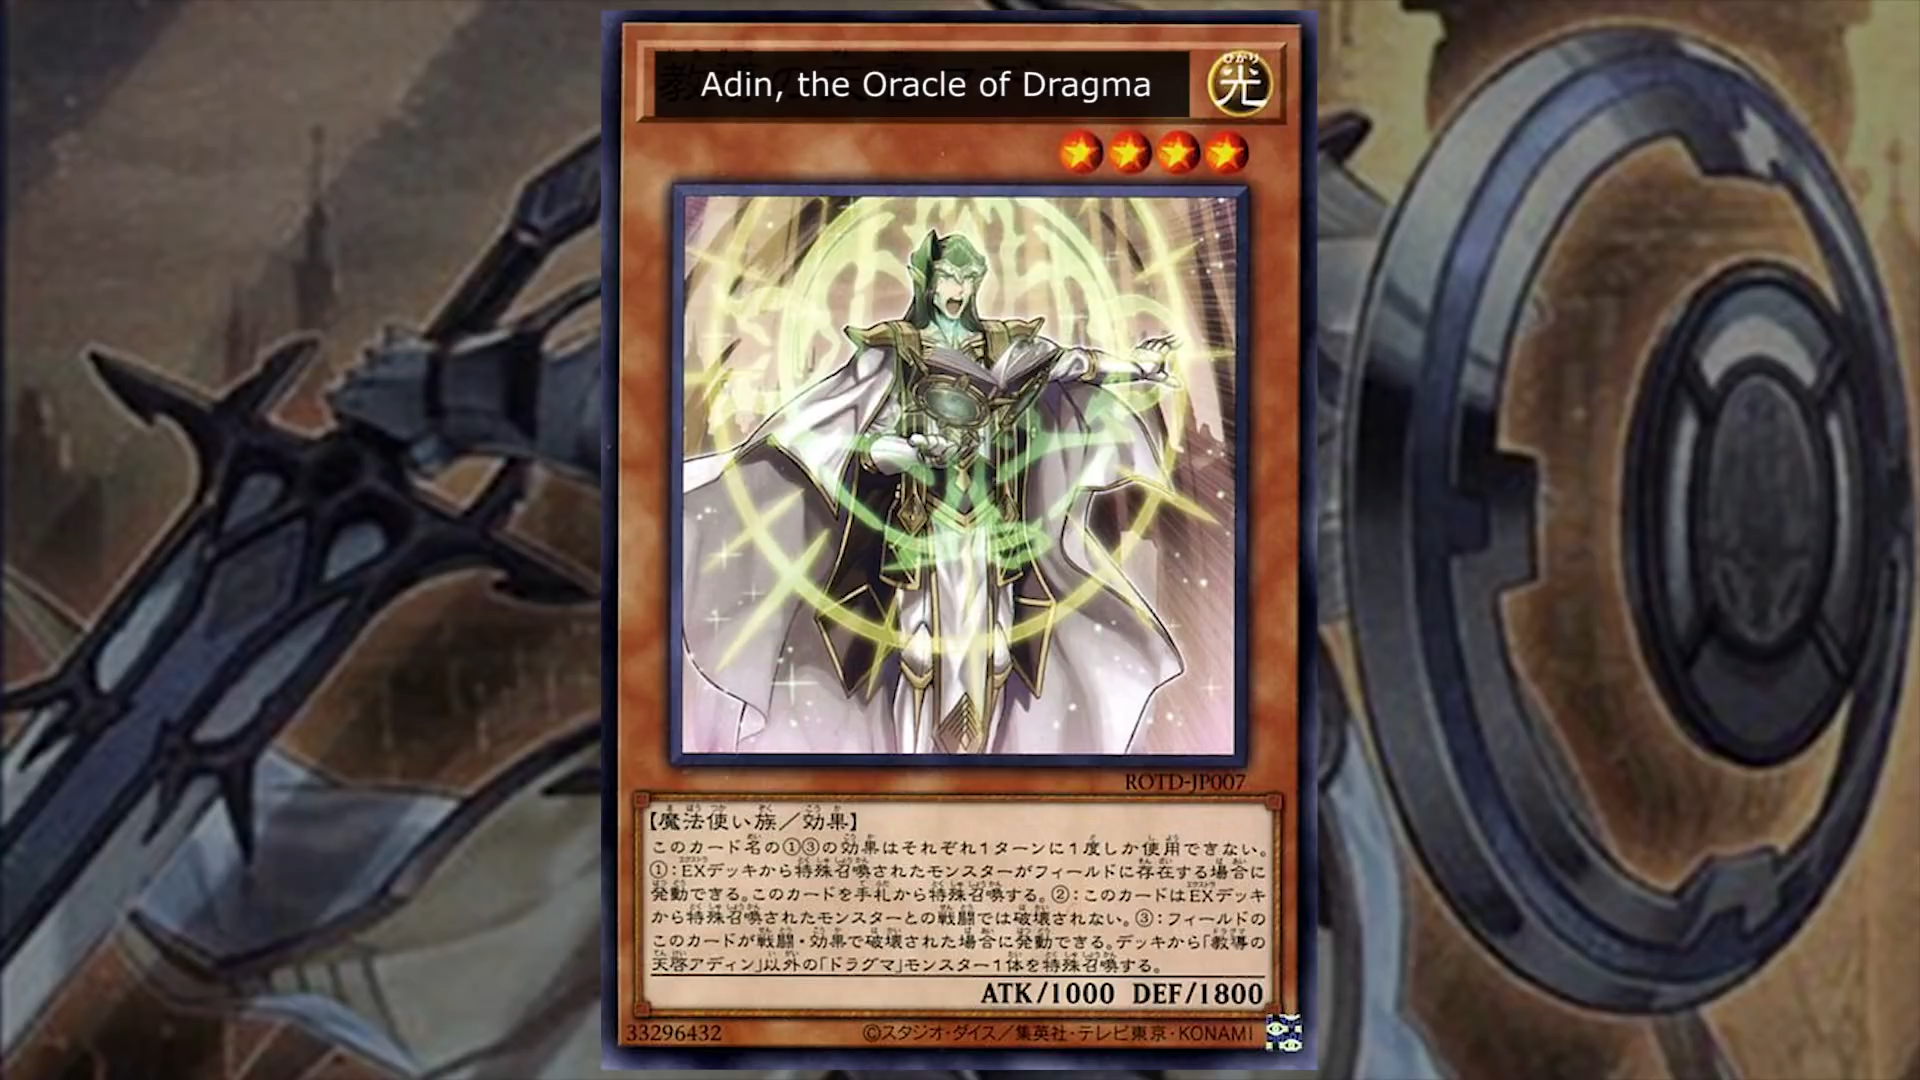 Adin, the Oracle of Dragma
光
ROTD-JP007
【魔法使い族／効果】
このカード名の①③の効果はそれぞれ1ターンに1度しか使用できない。
①：EXデッキから特殊召喚されたモンスターがフィールドに存在する場合に
発動できる。このカードを手札から特殊召喚する。②：このカードはEXデッキ
から特殊召喚されたモンスターとの戦闘では破壊されない。③：フィールドの
このカードが戦闘・効果で破壊された場合に発動できる。デッキから「教導の
天啓アディン」以外の「ドラグマ」モンスター1体を特殊召喚する。
ATK/1000 DEF/1800
33296432 ©スタジオ・ダイス／集英社・テレビ東京・KONAMI